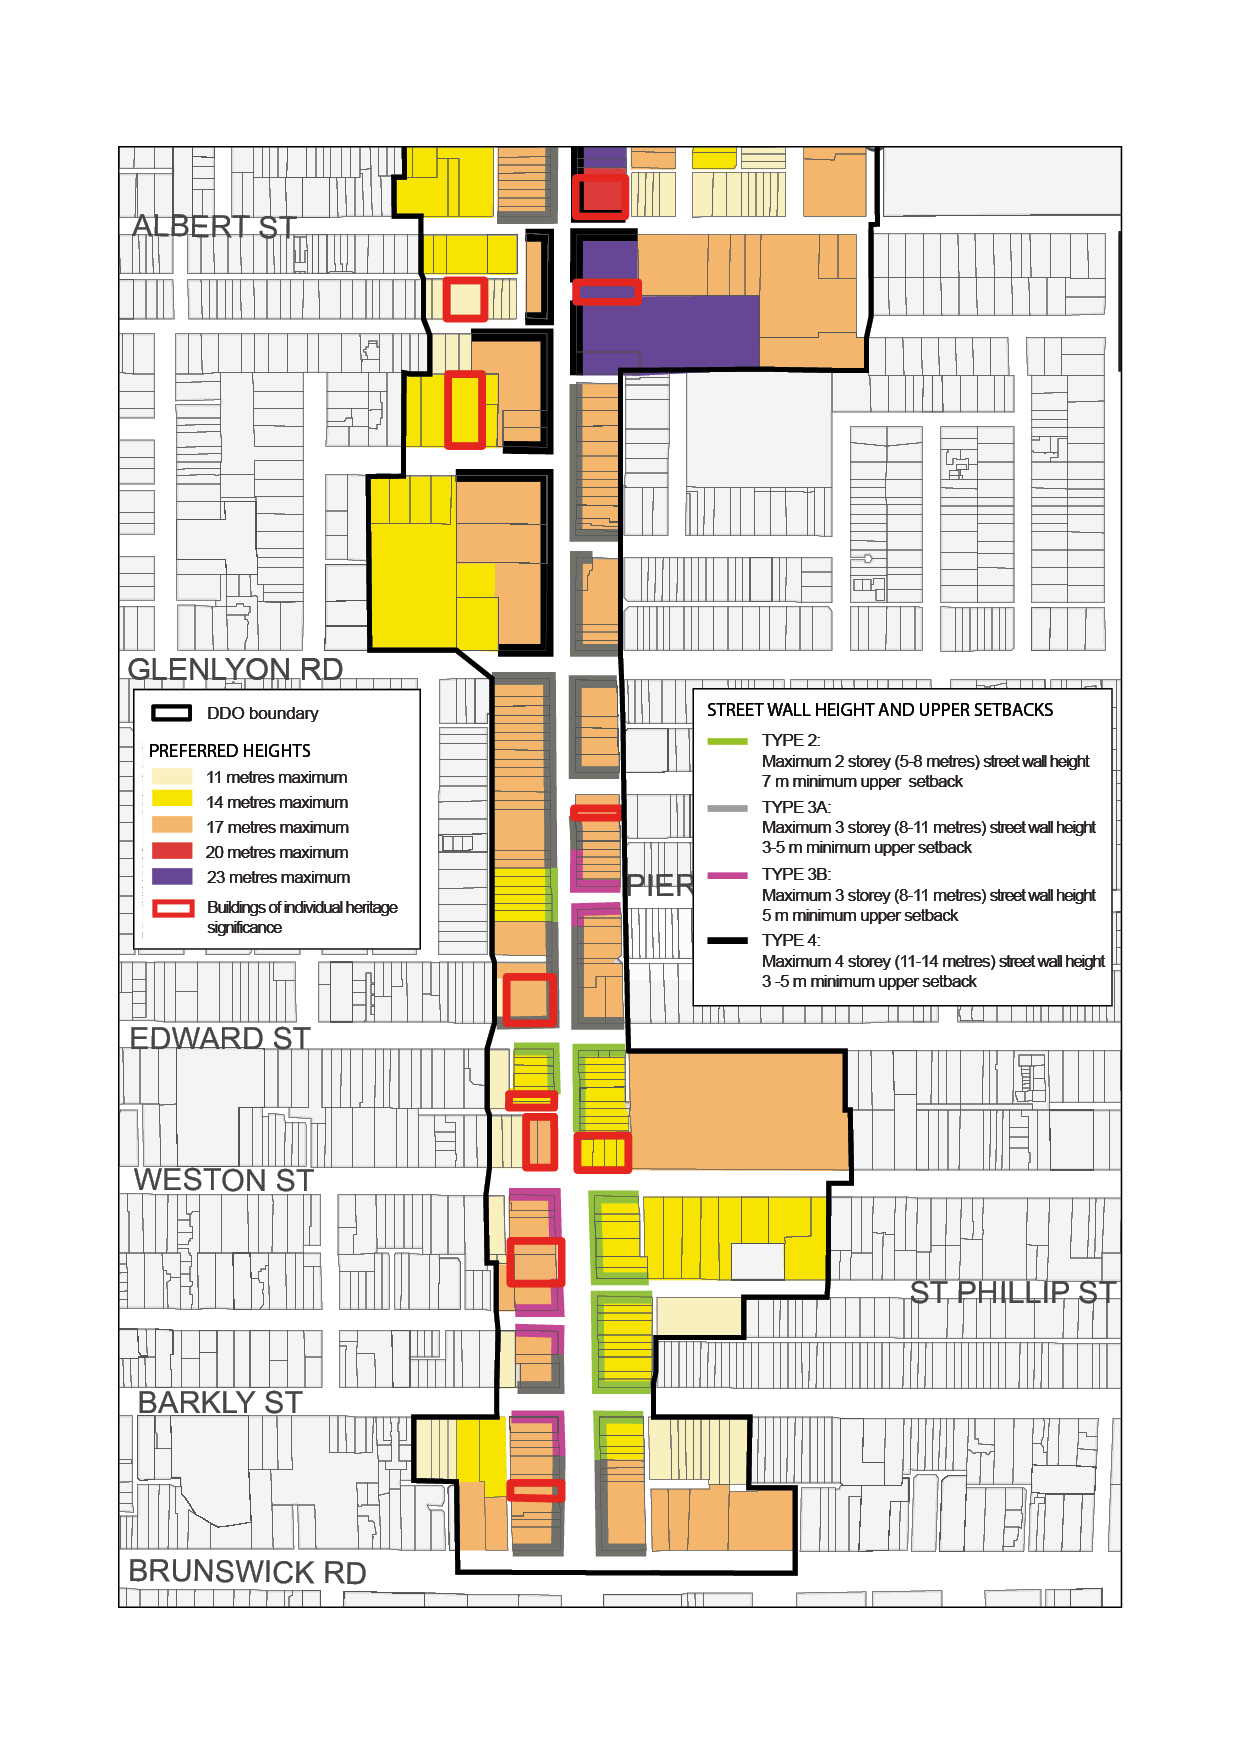 ALBERT ST
GLENLYON RD
DDO boundary
PREFERRED HEIGHTS
11 metres maximum
14 metres maximum
17 metres maximum
20 metres maximum
23 metres maximum
Buildings of individual heritage
significance
STREET WALL HEIGHT AND UPPER SETBACKS
TYPE 2:
Maximum 2 storey (5-8 metres) street wall height
7 m minimum upper setback
TYPE 3A:
Maximum 3 storey (8-11 metres) street wall height
3-5 m minimum upper setback
TYPE 3B:
Maximum 3 storey (8-11 metres) street wall height
5 m minimum upper setback
TYPE 4:
Maximum 4 storey (11-14 metres) street wall height
3 -5 m minimum upper setback
PIER
EDWARD ST
WESTON ST
ST PHILLIP ST
BARKLY ST
BRUNSWICK RD